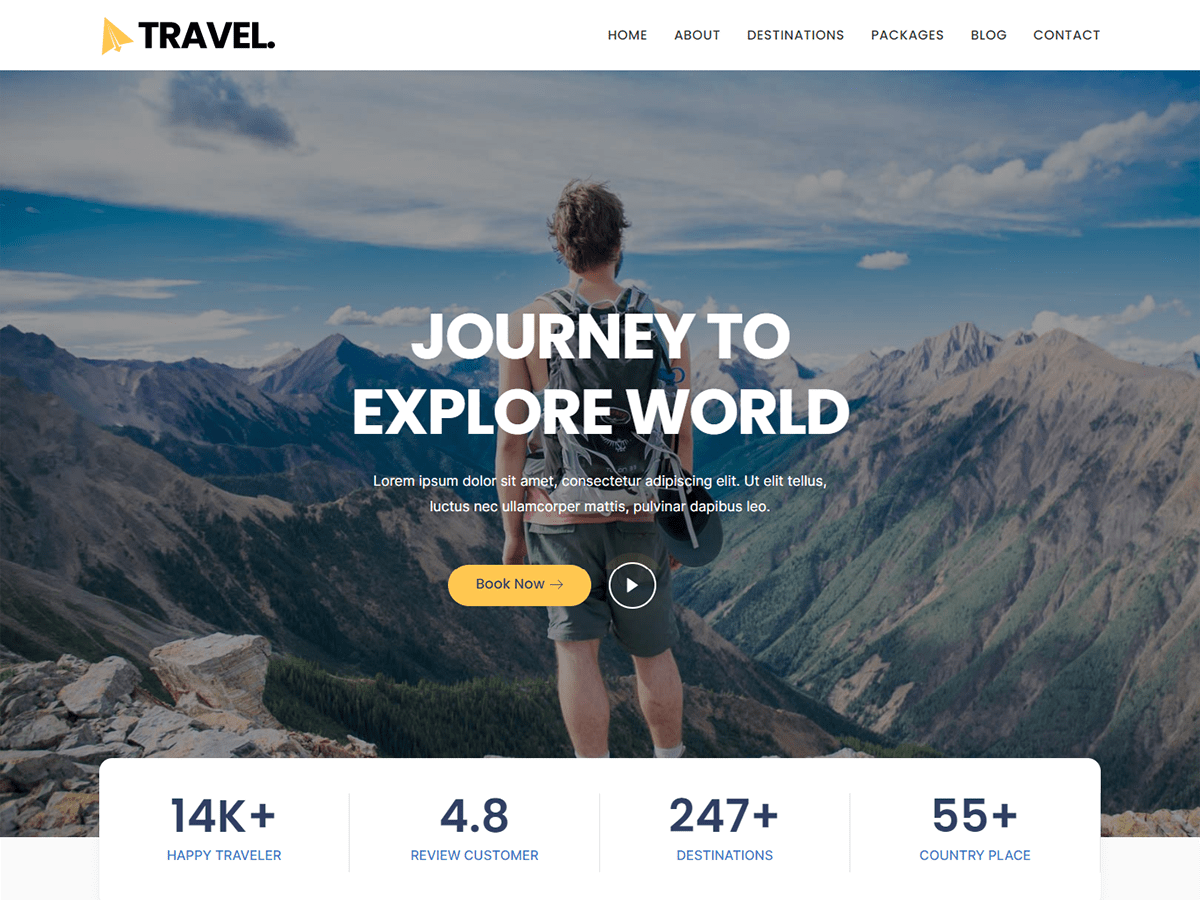 TRAVEL.
HOME ABOUT DESTINATIONS PACKAGES BLOG CONTACT
JOURNEY TO
EXPLORE WORLD
Lorem ipsum dolor sit amet, consectetur adipiscing elit. Ut elit tellus,
luctus nec ullamcorper mattis, pulvinar dapibus leo.
Book Now →
14K+ 4.8 247+ 55+
HAPPY TRAVELER REVIEW CUSTOMER DESTINATIONS COUNTRY PLACE